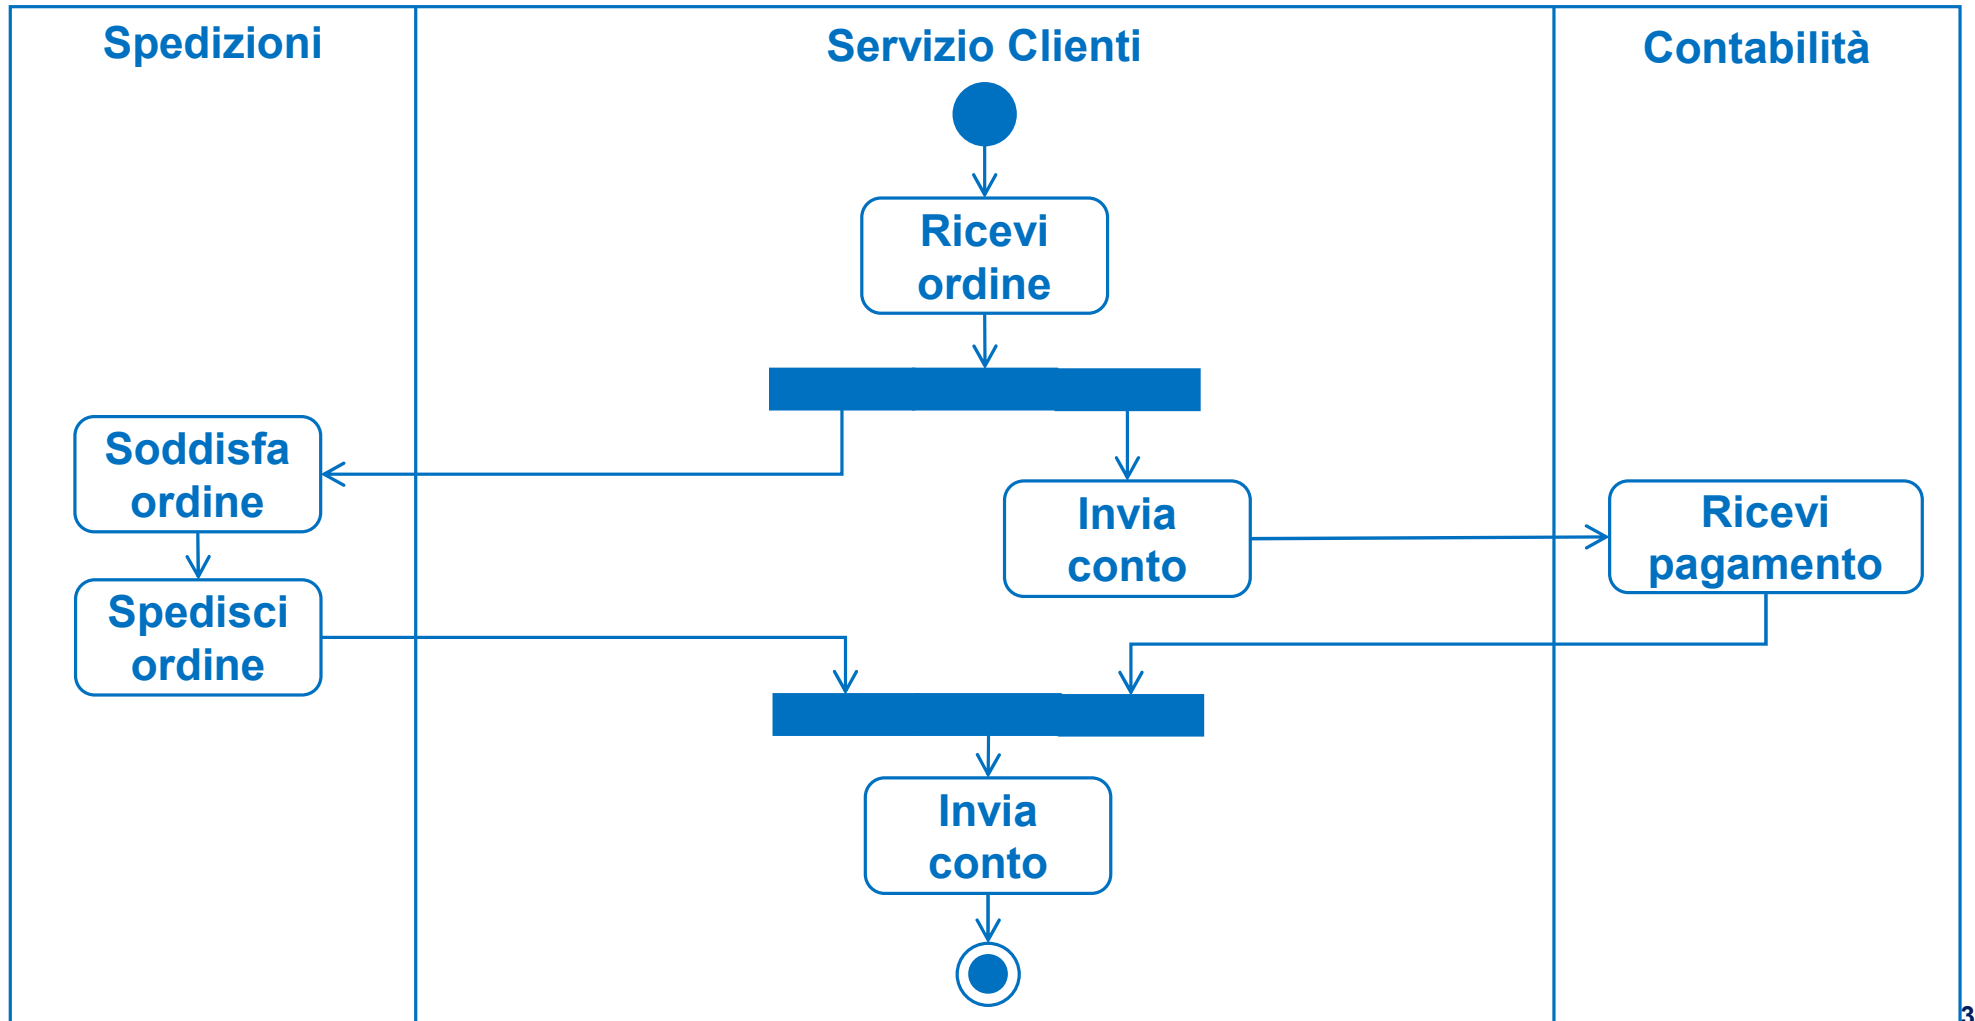 Spedizioni
Servizio Clienti
Contabilità
Ricevi
ordine
Soddisfa
ordine
Invia
conto
Ricevi
pagamento
Spedisci
ordine
Invia
conto
3